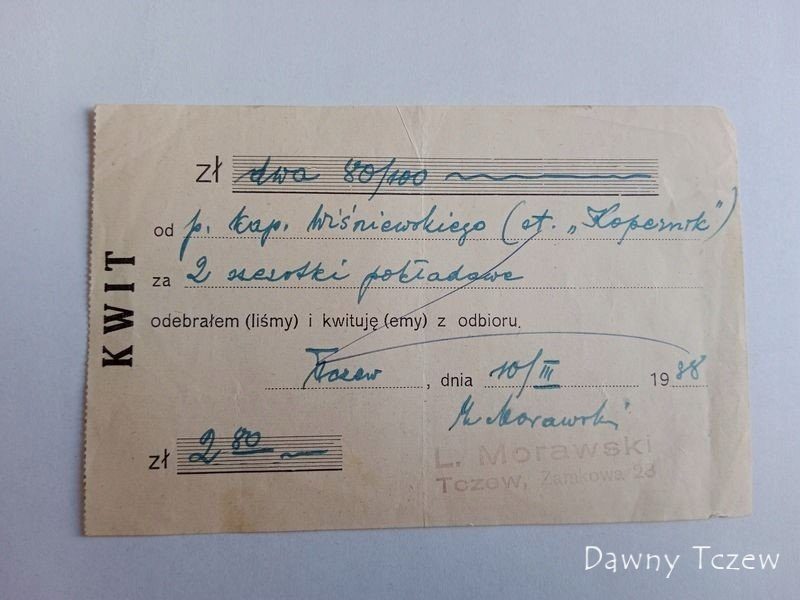 KWIT
zł dwa 80/100
od p. kap. Wiśniewskiego (st. „Kopernik")
za 2 szczotki pokładowe
odebrałem (liśmy) i kwituję (emy) z odbioru.
Tczew, dnia 10/III 1938
Morawski
zł 2 80
L. Morawski
Tczew, Zamkowa 23
Dawny Tczew